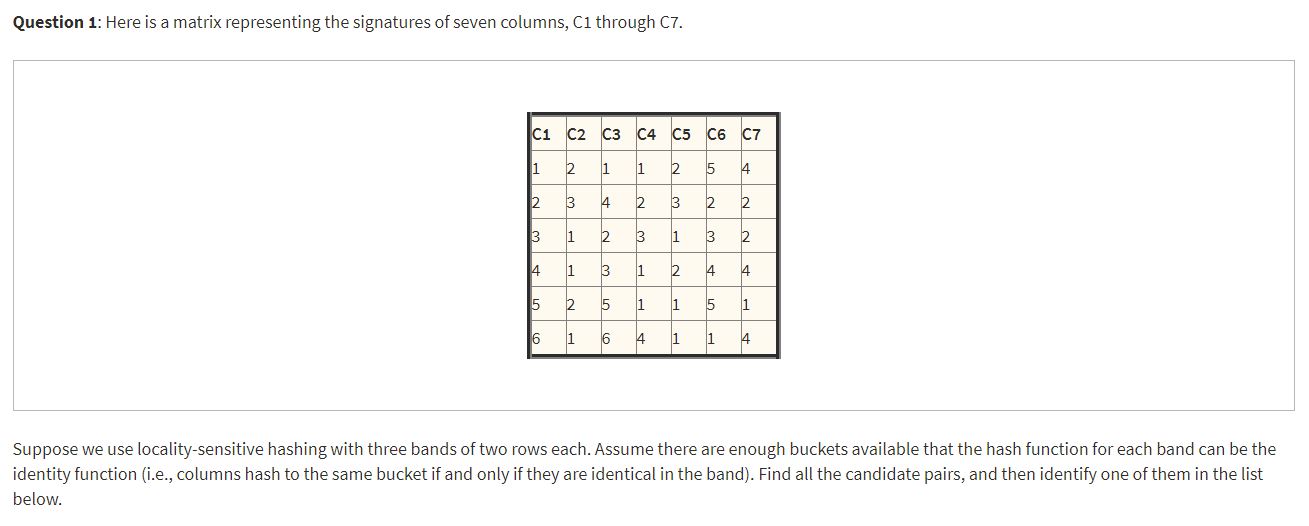 Question 1: Here is a matrix representing the signatures of seven columns, C1 through C7.
C1 C2 C3 C4 C5 C6 C7
1 2 1 1 2 5 4
2 3 4 2 3 2 2
3 1 2 3 1 3 2
4 1 3 1 2 4 4
5 2 5 1 1 5 1
6 1 6 4 1 1 4
Suppose we use locality-sensitive hashing with three bands of two rows each. Assume there are enough buckets available that the hash function for each band can be the
identity function (i.e., columns hash to the same bucket if and only if they are identical in the band). Find all the candidate pairs, and then identify one of them in the list
below.